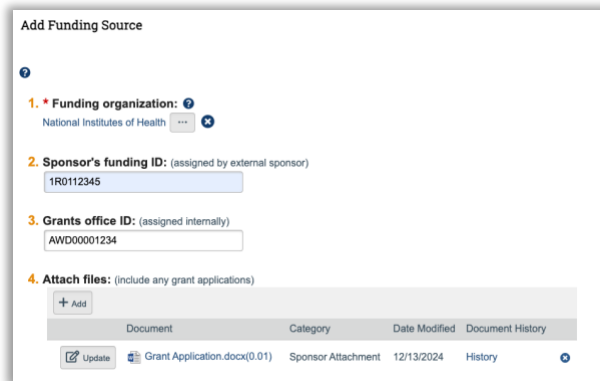 Add Funding Source
?
1. * Funding organization: ?
National Institutes of Health ...
2. Sponsor's funding ID: (assigned by external sponsor)
1R0112345
3. Grants office ID: (assigned internally)
AWD00001234
4. Attach files: (include any grant applications)
+ Add
Document Category Date Modified Document History
Update Grant Application.docx(0.01) Sponsor Attachment 12/13/2024 History